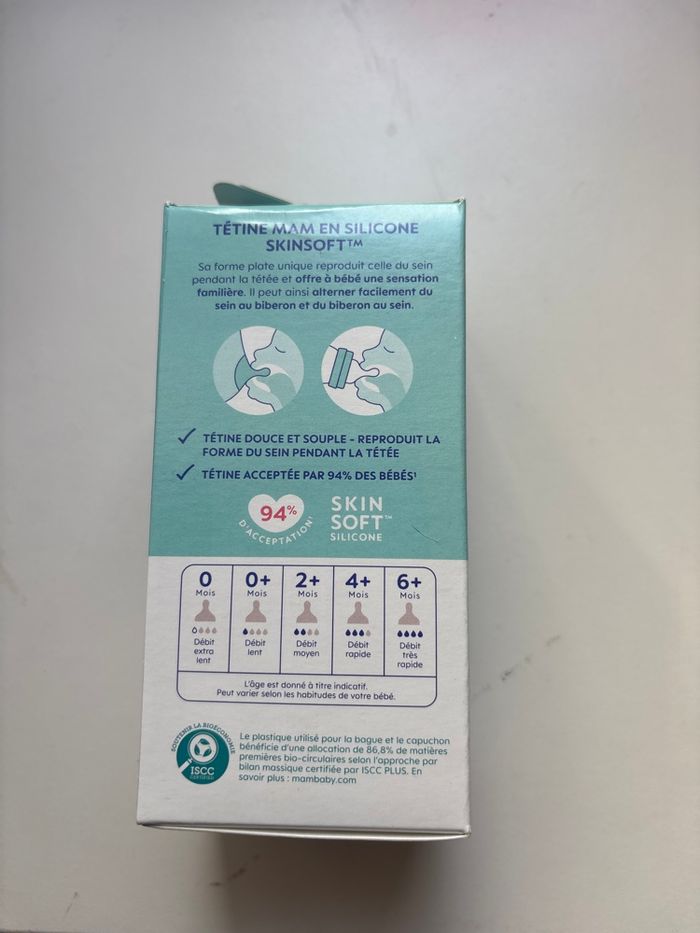 TÉTINE MAM EN SILICONE
SKINSOFT™
Sa forme plate unique reproduit celle du sein
pendant la tétée et offre à bébé une sensation
familière. Il peut ainsi alterner facilement du
sein au biberon et du biberon au sein.
TÉTINE DOUCE ET SOUPLE - REPRODUIT LA
FORME DU SEIN PENDANT LA TÉTÉE
TÉTINE ACCEPTÉE PAR 94% DES BÉBÉS¹
94%
D'ACCEPTATION¹
SKIN
SOFT™
SILICONE
0
Mois
Débit
extra
lent
0+
Mois
Débit
lent
2+
Mois
Débit
moyen
4+
Mois
Débit
rapide
6+
Mois
Débit
très
rapide
L'âge est donné à titre indicatif.
Peut varier selon les habitudes de votre bébé.
SOUTENIR LA BIOÉCONOMIE
ISCC
CERTIFIED
Le plastique utilisé pour la bague et le capuchon
bénéficie d'une allocation de 86,8% de matières
premières bio-circulaires selon l'approche par
bilan massique certifiée par ISCC PLUS. En
savoir plus : mambaby.com